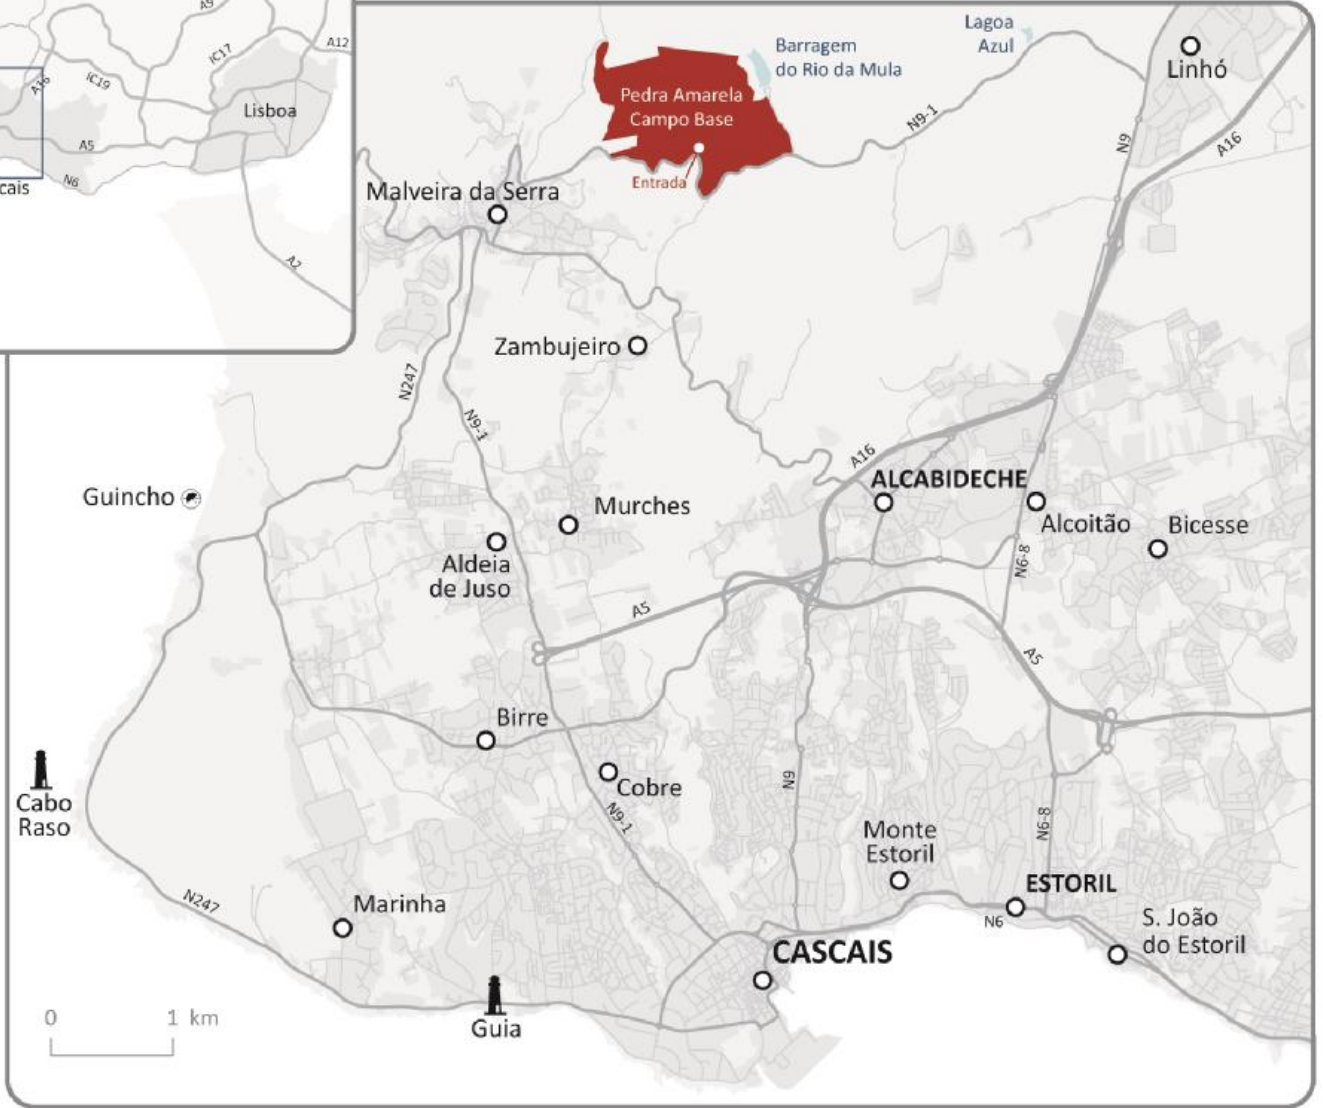 A9
IC17
A12
A16
IC19
Lisboa
A5
N6
cais
A2
Lagoa
Azul
Barragem
do Rio da Mula
Linhó
Pedra Amarela
Campo Base
N9-1
N9
A16
Entrada
Malveira da Serra
Zambujeiro
N247
N9-1
A16
ALCABIDECHE
Guincho
Murches
Alcoitão
Bicesse
Aldeia
de Juso
N6-8
A5
A5
Birre
Cobre
N9
Cabo
Raso
N9-1
N6-8
Monte
Estoril
ESTORIL
N247
Marinha
N6
S. João
do Estoril
CASCAIS
0 1 km
Guia